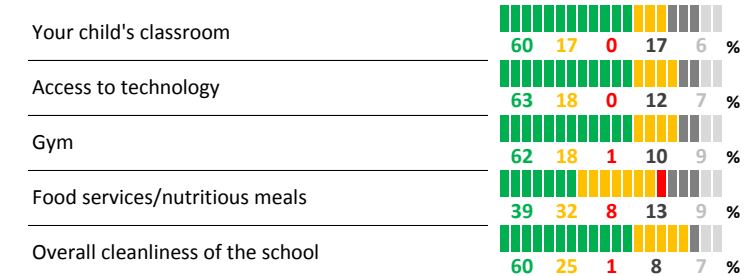 Your child's classroom
60 17 0 17 6 %
Access to technology
63 18 0 12 7 %
Gym
62 18 1 10 9 %
Food services/nutritious meals
39 32 8 13 9 %
Overall cleanliness of the school
60 25 1 8 7 %